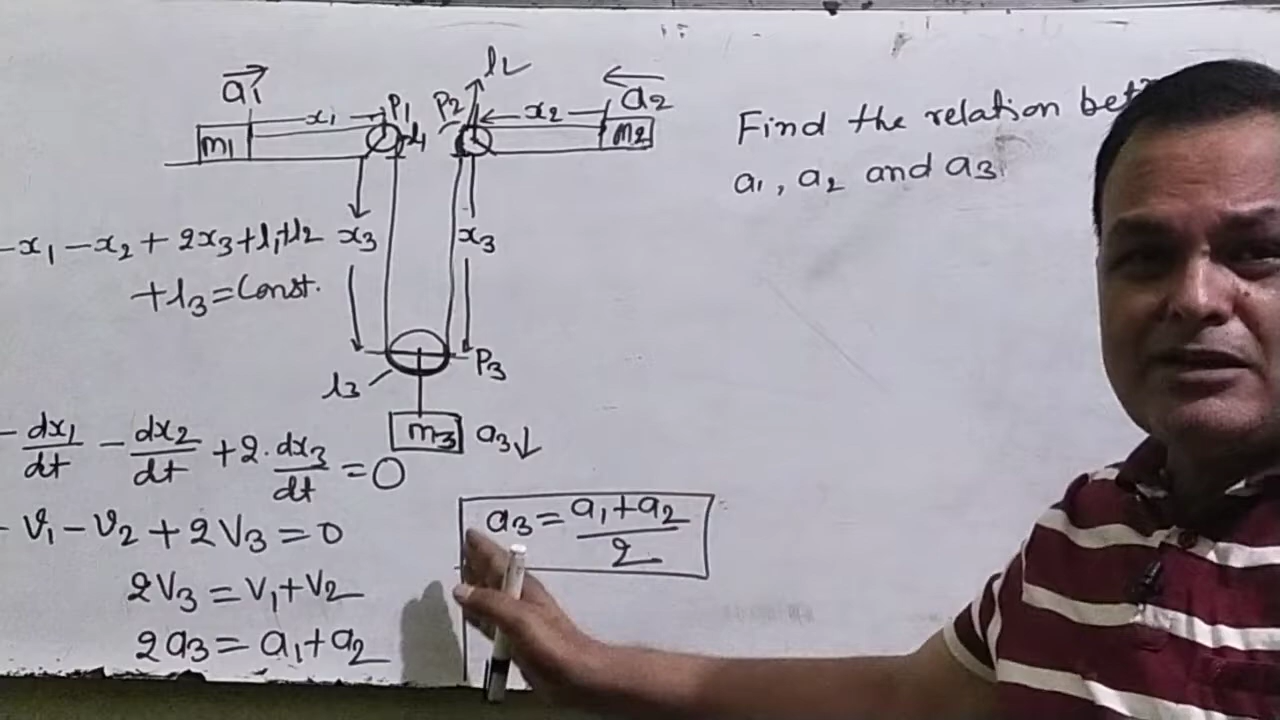 l2
a1 P1 P2 a2
m1 x1 l1 x2 m2
Find the relation bet
a1, a2 and a3
-x1 - x2 + 2x3 + l1 + l2 x3 x3
+ l3 = Const.
P3
l3
m3 a3↓
- dx1/dt - dx2/dt + 2. dx3/dt = 0
- v1 - v2 + 2v3 = 0
a3 = a1+a2/2
2v3 = v1 + v2
2a3 = a1 + a2